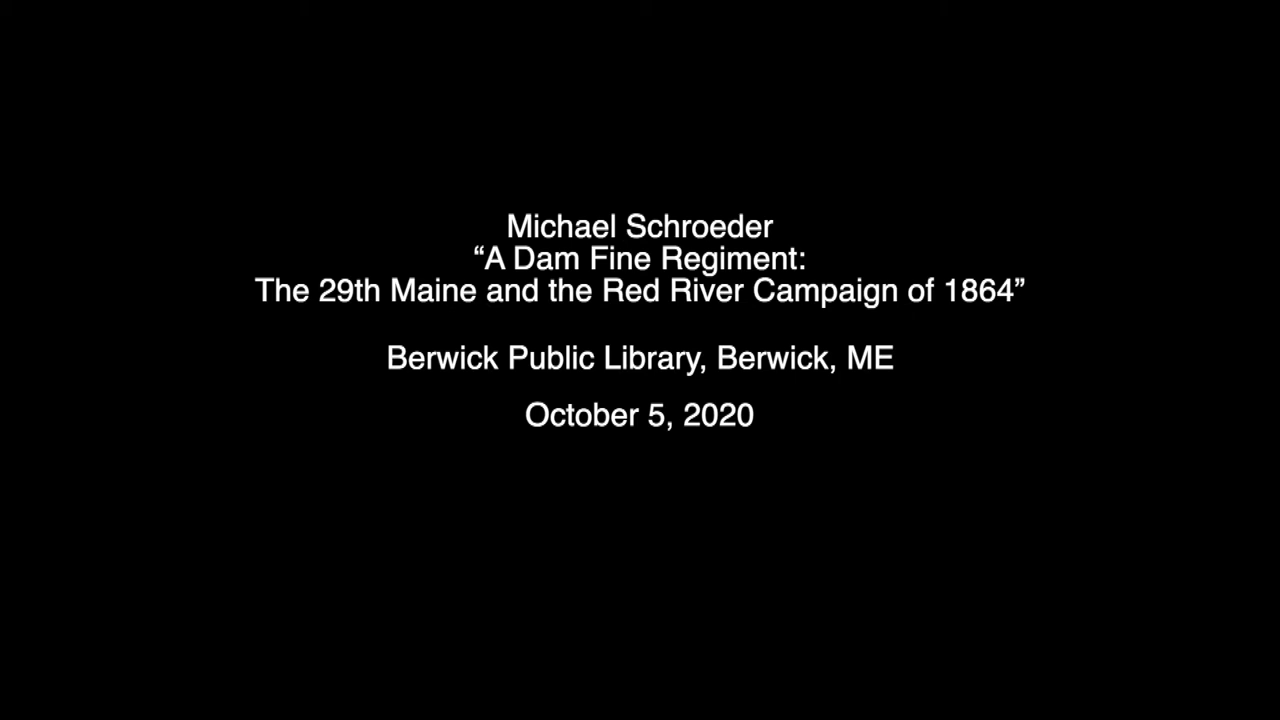 Michael Schroeder
“A Dam Fine Regiment:
The 29th Maine and the Red River Campaign of 1864”
Berwick Public Library, Berwick, ME
October 5, 2020